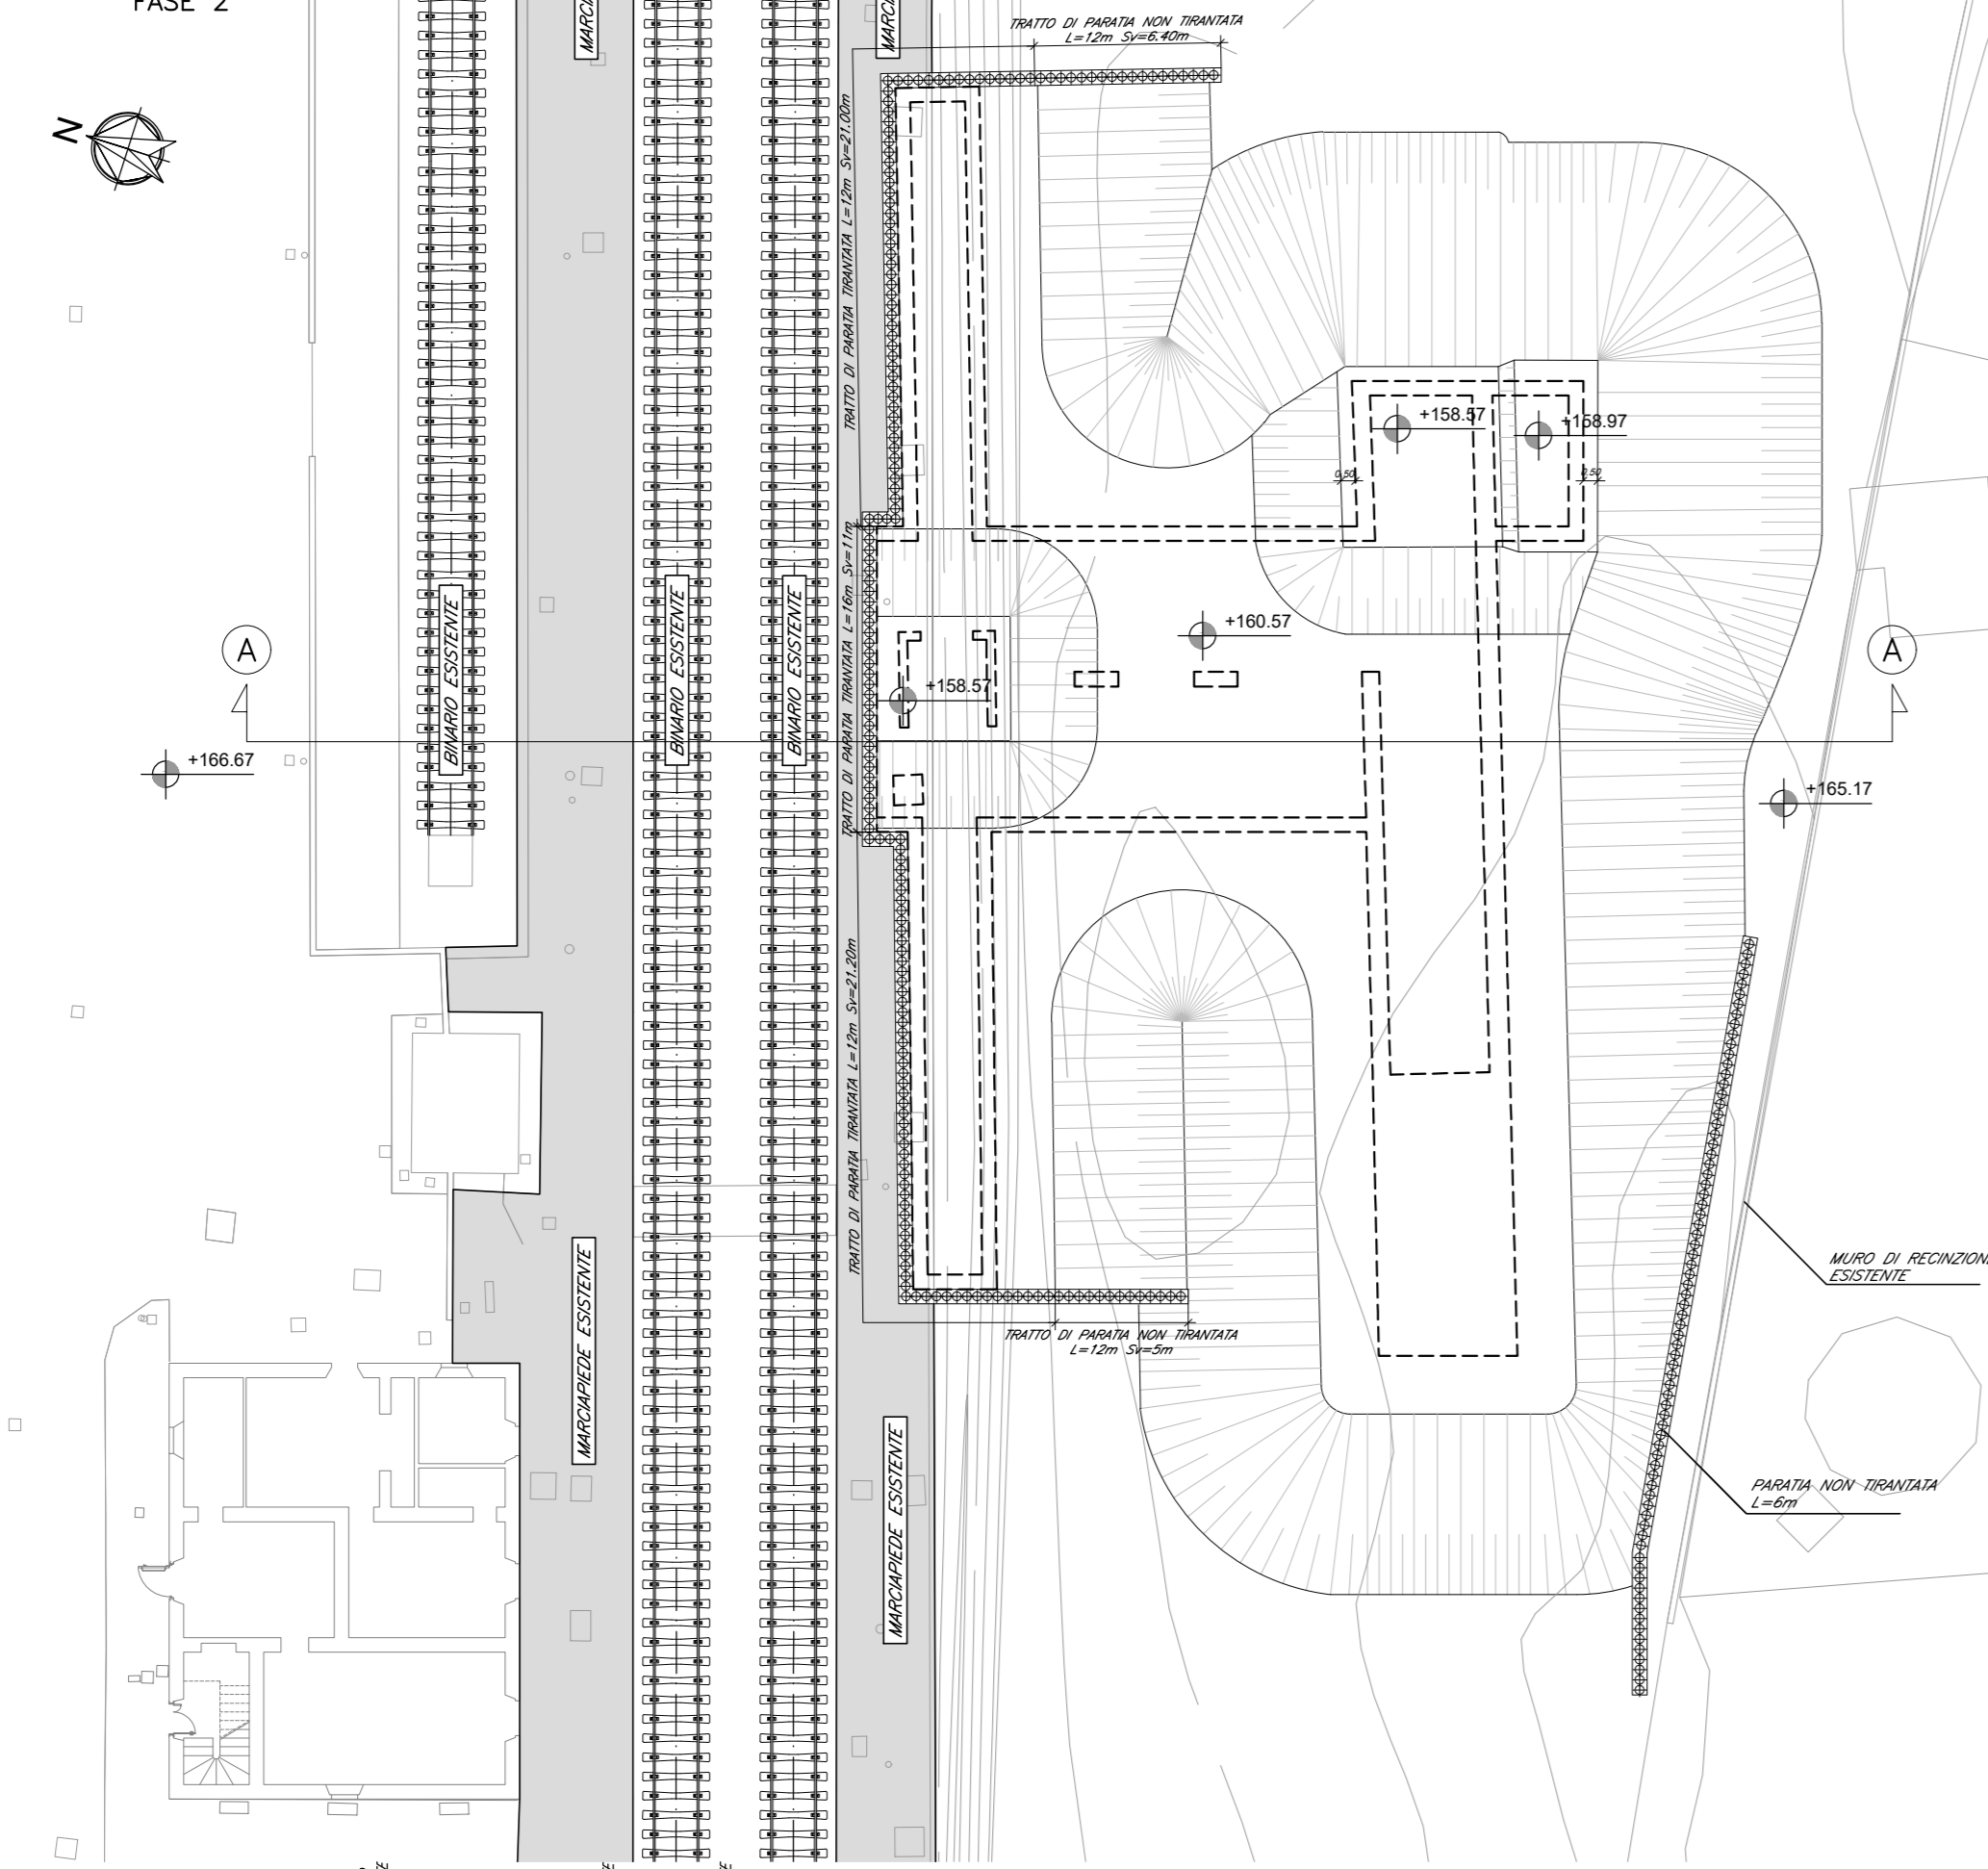 FASE 2
N
TRATTO DI PARATIA NON TIRANTATA
L=12m Sv=6.40m
TRATTO DI PARATIA TIRANTATA L=12m Sv=21.00m
+158.57
+158.97
0,50
0,50
TRATTO DI PARATIA TIRANTATA L=16m Sv=11m
+160.57
A
A
BINARIO ESISTENTE
BINARIO ESISTENTE
BINARIO ESISTENTE
+158.57
+166.67
+165.17
TRATTO DI PARATIA TIRANTATA L=12m Sv=21.20m
MURO DI RECINZION
ESISTENTE
TRATTO DI PARATIA NON TIRANTATA
L=12m Sv=5m
MARCIAPIEDE ESISTENTE
MARCIAPIEDE ESISTENTE
PARATIA NON TIRANTATA
L=6m